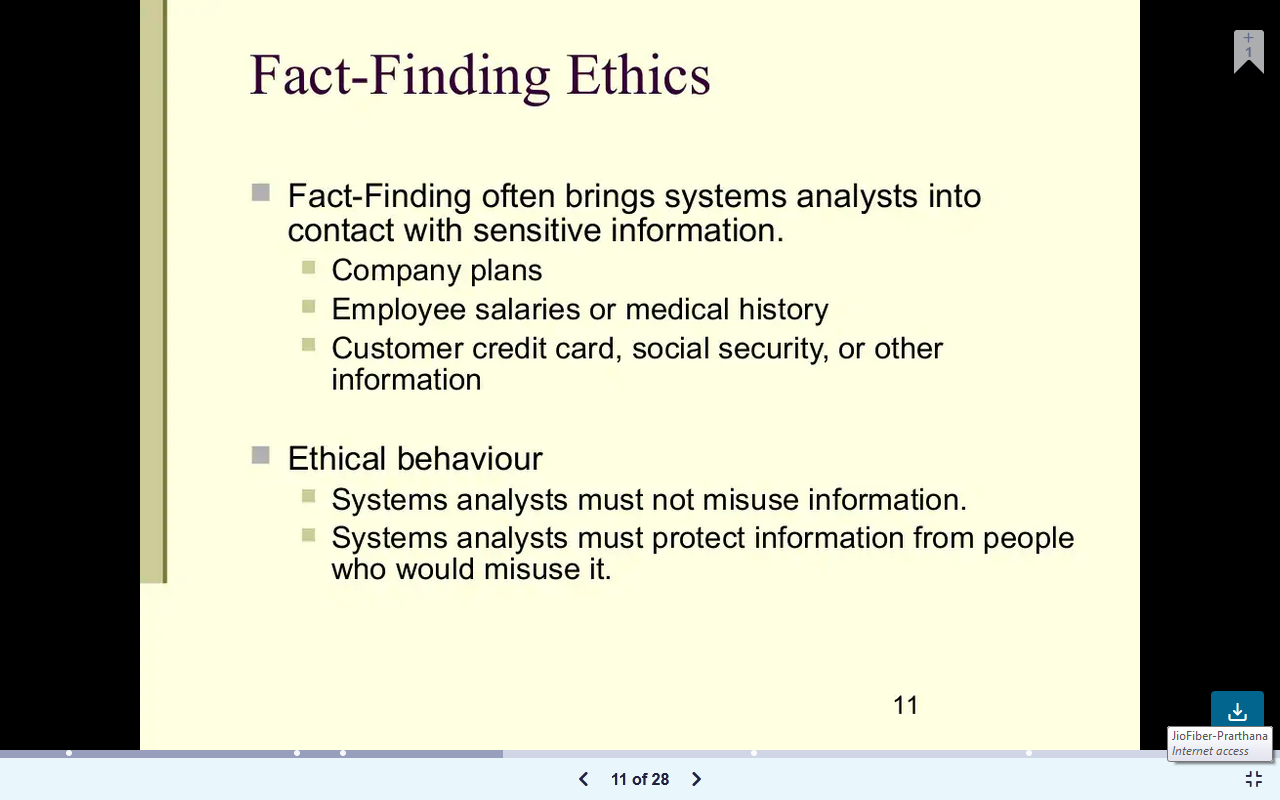 Fact-Finding Ethics
Fact-Finding often brings systems analysts into
contact with sensitive information.
Company plans
Employee salaries or medical history
Customer credit card, social security, or other
information
Ethical behaviour
Systems analysts must not misuse information.
Systems analysts must protect information from people
who would misuse it.
11
+
1
JioFiber-Prarthana
Internet access
11 of 28